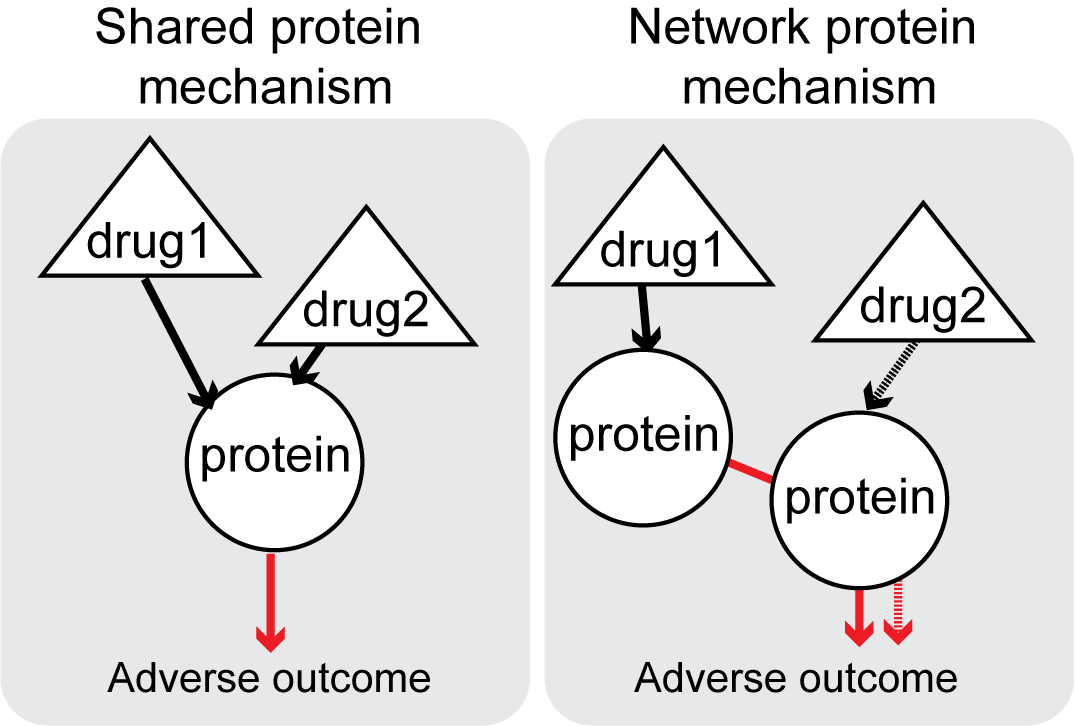 Shared protein
mechanism
drug1
drug2
protein
Adverse outcome
Network protein
mechanism
drug1
drug2
protein
protein
Adverse outcome